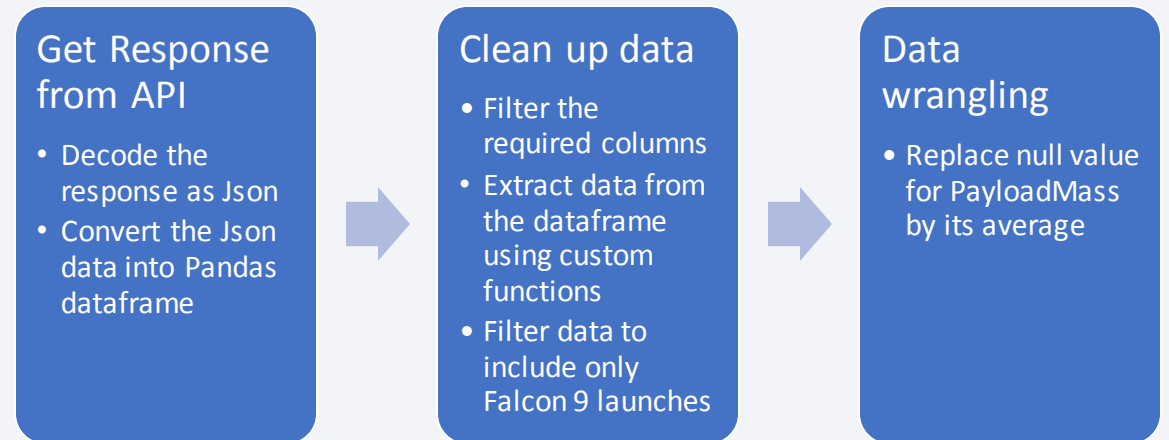 Get Response
from API
• Decode the
response as Json
• Convert the Json
data into Pandas
dataframe
Clean up data
• Filter the
required columns
• Extract data from
the dataframe
using custom
functions
• Filter data to
include only
Falcon 9 launches
Data
wrangling
• Replace null value
for PayloadMass
by its average